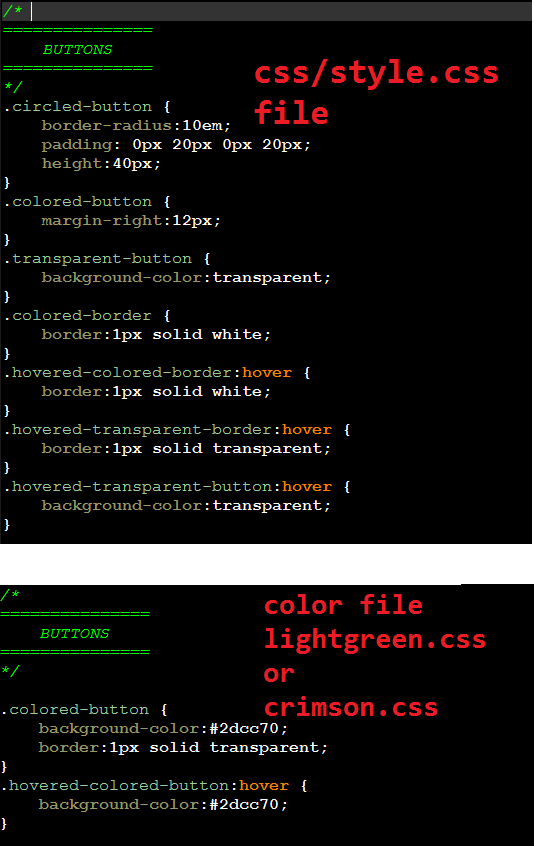 /*
===============
BUTTONS
===============
*/
.circled-button {
border-radius:10em;
padding: 0px 20px 0px 20px;
height:40px;
}
.colored-button {
margin-right:12px;
}
.transparent-button {
background-color:transparent;
}
.colored-border {
border:1px solid white;
}
.hovered-colored-border:hover {
border:1px solid white;
}
.hovered-transparent-border:hover {
border:1px solid transparent;
}
.hovered-transparent-button:hover {
background-color:transparent;
}
css/style.css
file
/*
===============
BUTTONS
===============
*/
.colored-button {
background-color:#2dcc70;
border:1px solid transparent;
}
.hovered-colored-button:hover {
background-color:#2dcc70;
}
color file
lightgreen.css
or
crimson.css